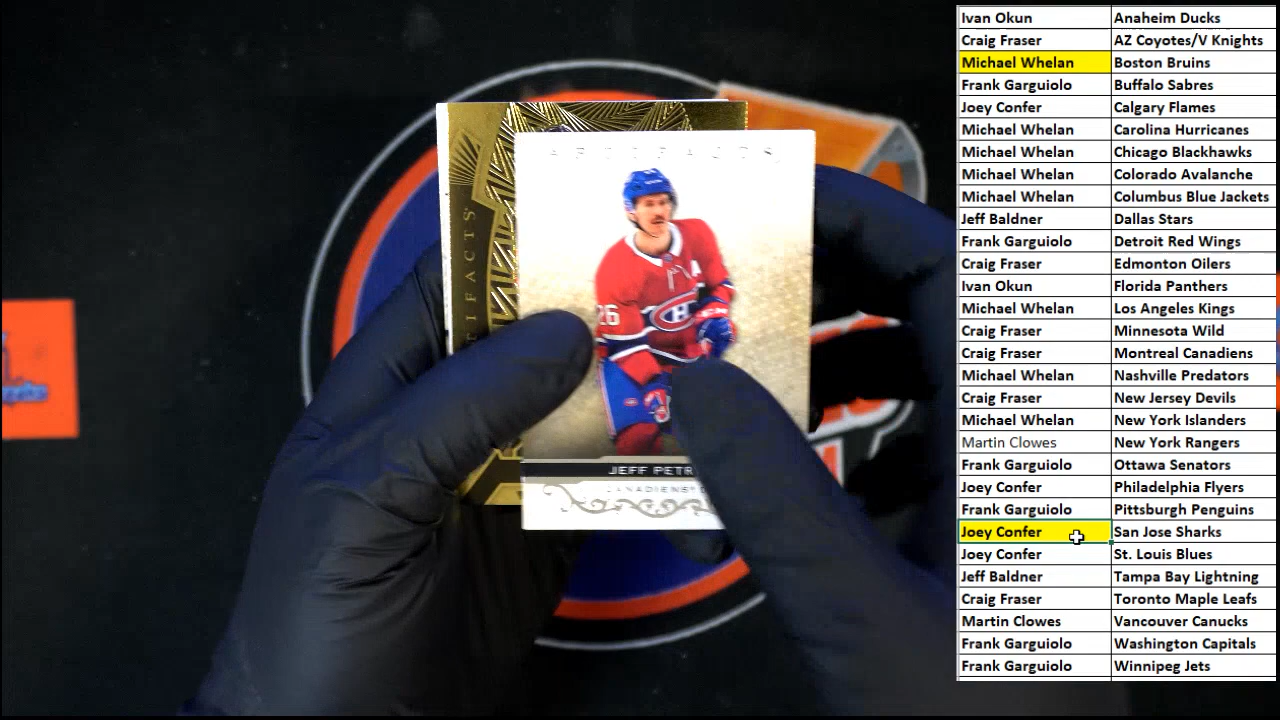 ARTIFACTS
ARTIFACTS
26
A
JEFF PETR
CANADIENS
Ivan Okun Anaheim Ducks
Craig Fraser AZ Coyotes/V Knights
Michael Whelan Boston Bruins
Frank Garguiolo Buffalo Sabres
Joey Confer Calgary Flames
Michael Whelan Carolina Hurricanes
Michael Whelan Chicago Blackhawks
Michael Whelan Colorado Avalanche
Michael Whelan Columbus Blue Jackets
Jeff Baldner Dallas Stars
Frank Garguiolo Detroit Red Wings
Craig Fraser Edmonton Oilers
Ivan Okun Florida Panthers
Michael Whelan Los Angeles Kings
Craig Fraser Minnesota Wild
Craig Fraser Montreal Canadiens
Michael Whelan Nashville Predators
Craig Fraser New Jersey Devils
Michael Whelan New York Islanders
Martin Clowes New York Rangers
Frank Garguiolo Ottawa Senators
Joey Confer Philadelphia Flyers
Frank Garguiolo Pittsburgh Penguins
Joey Confer San Jose Sharks
Joey Confer St. Louis Blues
Jeff Baldner Tampa Bay Lightning
Craig Fraser Toronto Maple Leafs
Martin Clowes Vancouver Canucks
Frank Garguiolo Washington Capitals
Frank Garguiolo Winnipeg Jets